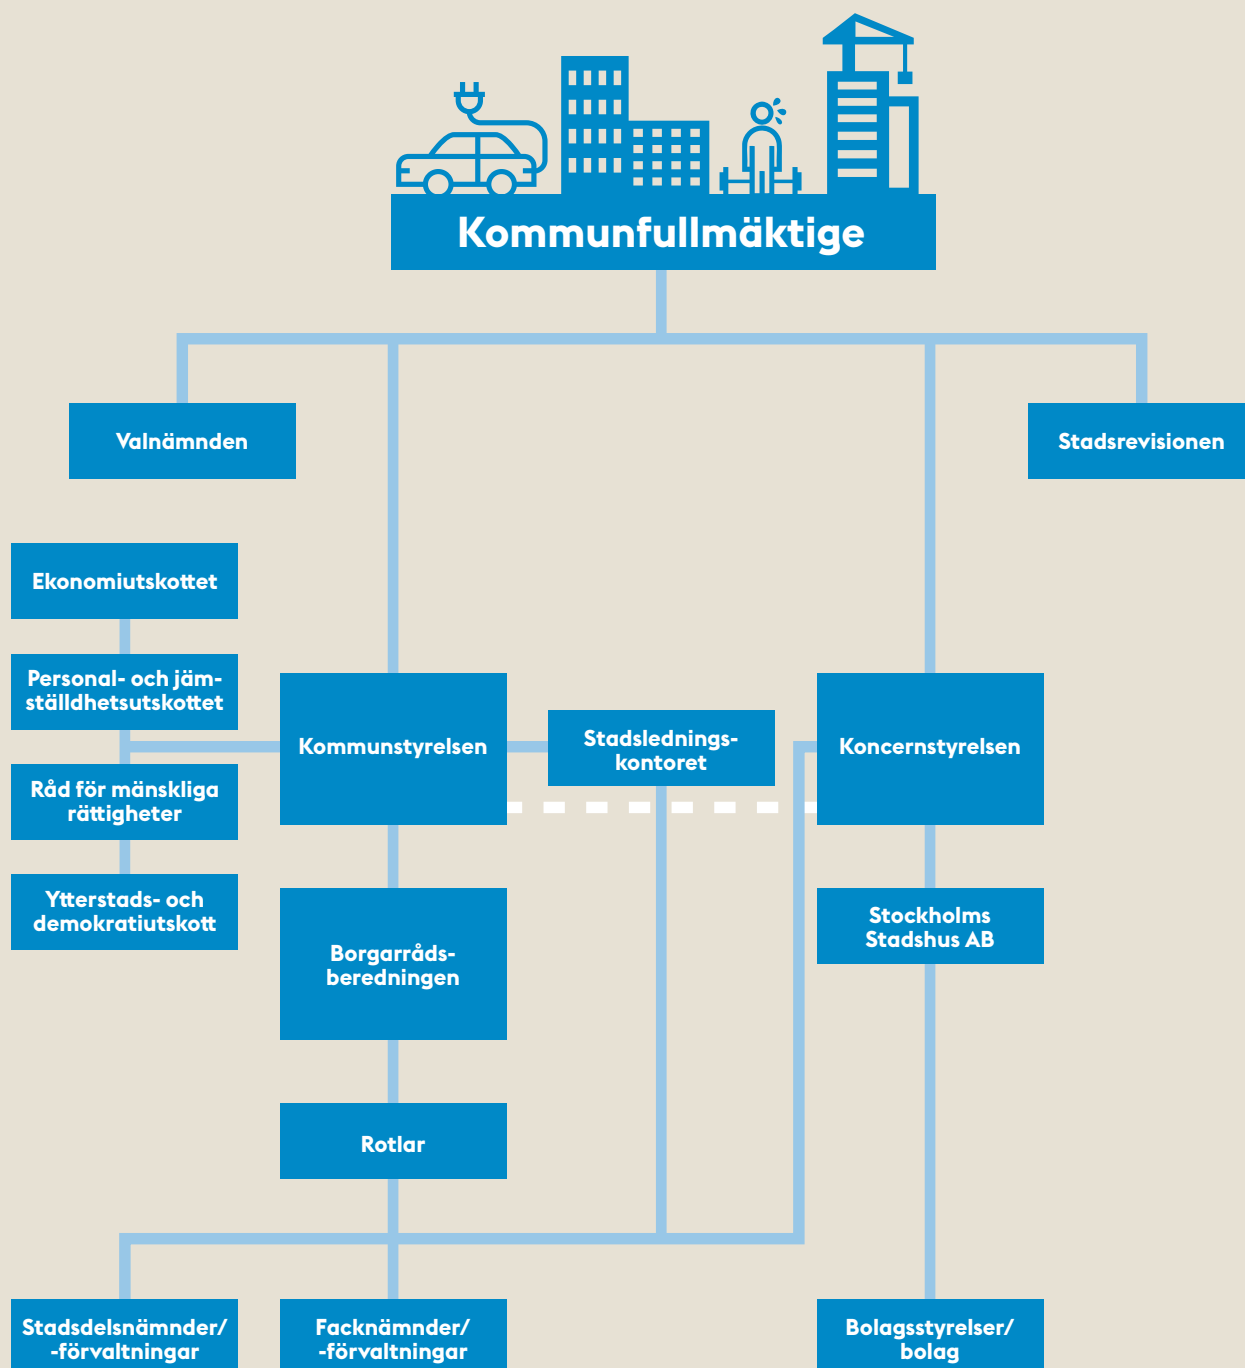 Kommunfullmäktige
Valnämnden
Stadsrevisionen
Ekonomiutskottet
Personal- och jäm-
ställdhetsutskottet
Råd för mänskliga
rättigheter
Ytterstads- och
demokratiutskott
Kommunstyrelsen
Stadslednings-
kontoret
Koncernstyrelsen
Borgarråds-
beredningen
Stockholms
Stadshus AB
Rotlar
Stadsdelsnämnder/
-förvaltningar
Facknämnder/
-förvaltningar
Bolagsstyrelser/
bolag